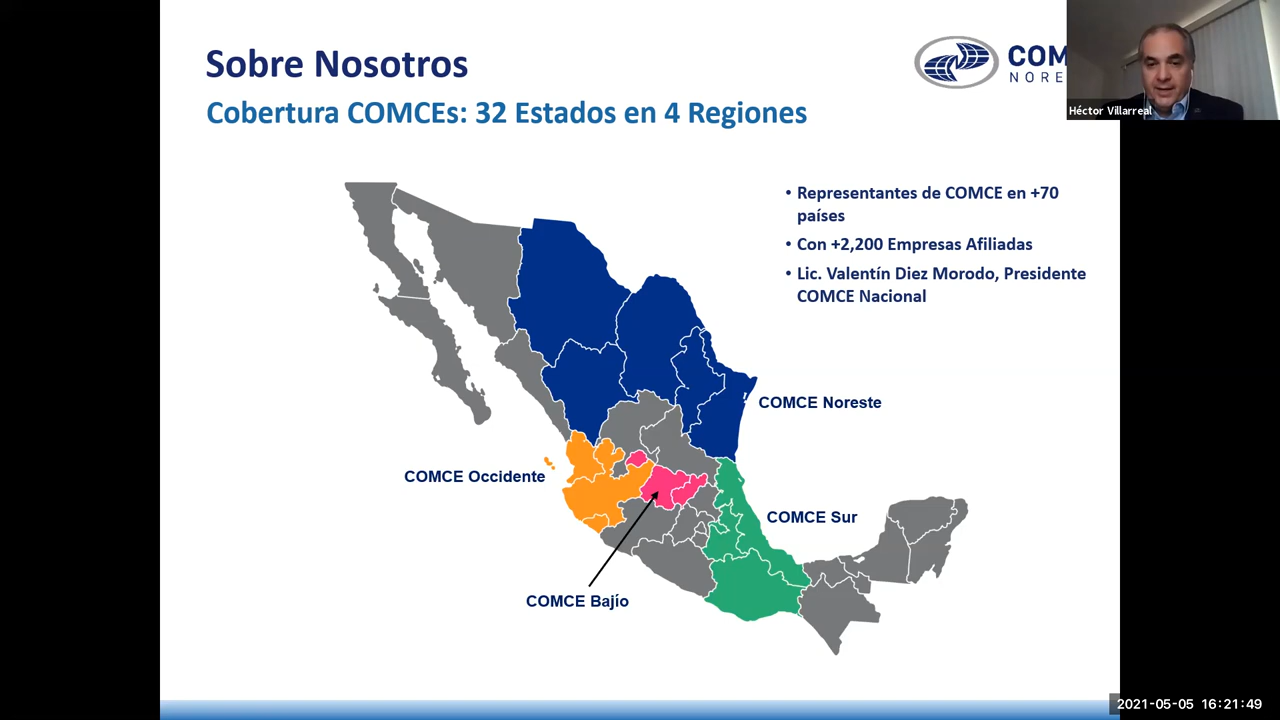 Sobre Nosotros
Cobertura COMCEs: 32 Estados en 4 Regiones
COM
NORE
Héctor Villarreal
• Representantes de COMCE en +70
países
• Con +2,200 Empresas Afiliadas
• Lic. Valentín Diez Morodo, Presidente
COMCE Nacional
COMCE Noreste
COMCE Occidente
COMCE Sur
COMCE Bajío
2021-05-05 16:21:49